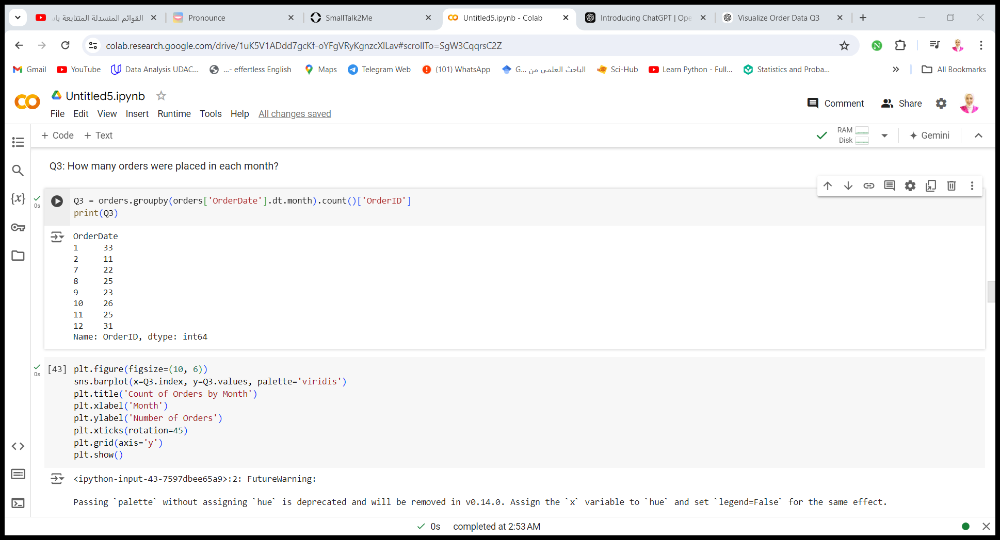 القوائم المنسدلة المتتابعة باس
Pronounce
SmallTalk2Me
Untitled5.ipynb - Colab
Introducing ChatGPT | Ope
Visualize Order Data Q3
colab.research.google.com/drive/1uK5V1ADdd7gcKf-oYFgVRyKgnzcXlLav#scrollTo=SgW3CqqrsC2Z
Gmail
YouTube
Data Analysis UDAC...
...- effertless English
Maps
Telegram Web
(101) WhatsApp
الباحث العلمي من G...
Sci-Hub
Learn Python - Full...
Statistics and Proba...
All Bookmarks
Untitled5.ipynb
File Edit View Insert Runtime Tools Help All changes saved
Comment
Share
+ Code + Text
RAM
Disk
Gemini
Q3: How many orders were placed in each month?
0s
Q3 = orders.groupby(orders['OrderDate'].dt.month).count()['OrderID']
print(Q3)
OrderDate
1 33
2 11
7 22
8 25
9 23
10 26
11 25
12 31
Name: OrderID, dtype: int64
0s
[43] plt.figure(figsize=(10, 6))
sns.barplot(x=Q3.index, y=Q3.values, palette='viridis')
plt.title('Count of Orders by Month')
plt.xlabel('Month')
plt.ylabel('Number of Orders')
plt.xticks(rotation=45)
plt.grid(axis='y')
plt.show()
<ipython-input-43-7597dbee65a9>:2: FutureWarning:
Passing `palette` without assigning `hue` is deprecated and will be removed in v0.14.0. Assign the `x` variable to `hue` and set `legend=False` for the same effect.
0s completed at 2:53 AM